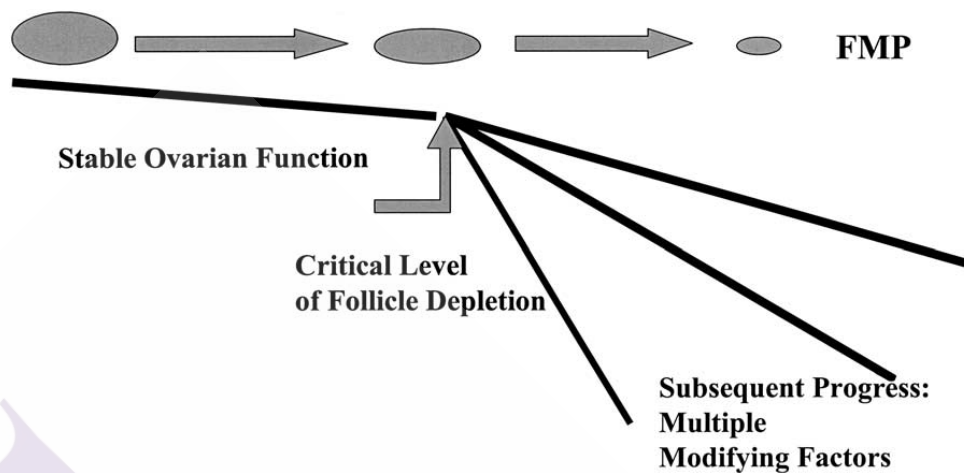 FMP
Stable Ovarian Function
Critical Level
of Follicle Depletion
Subsequent Progress:
Multiple
Modifying Factors